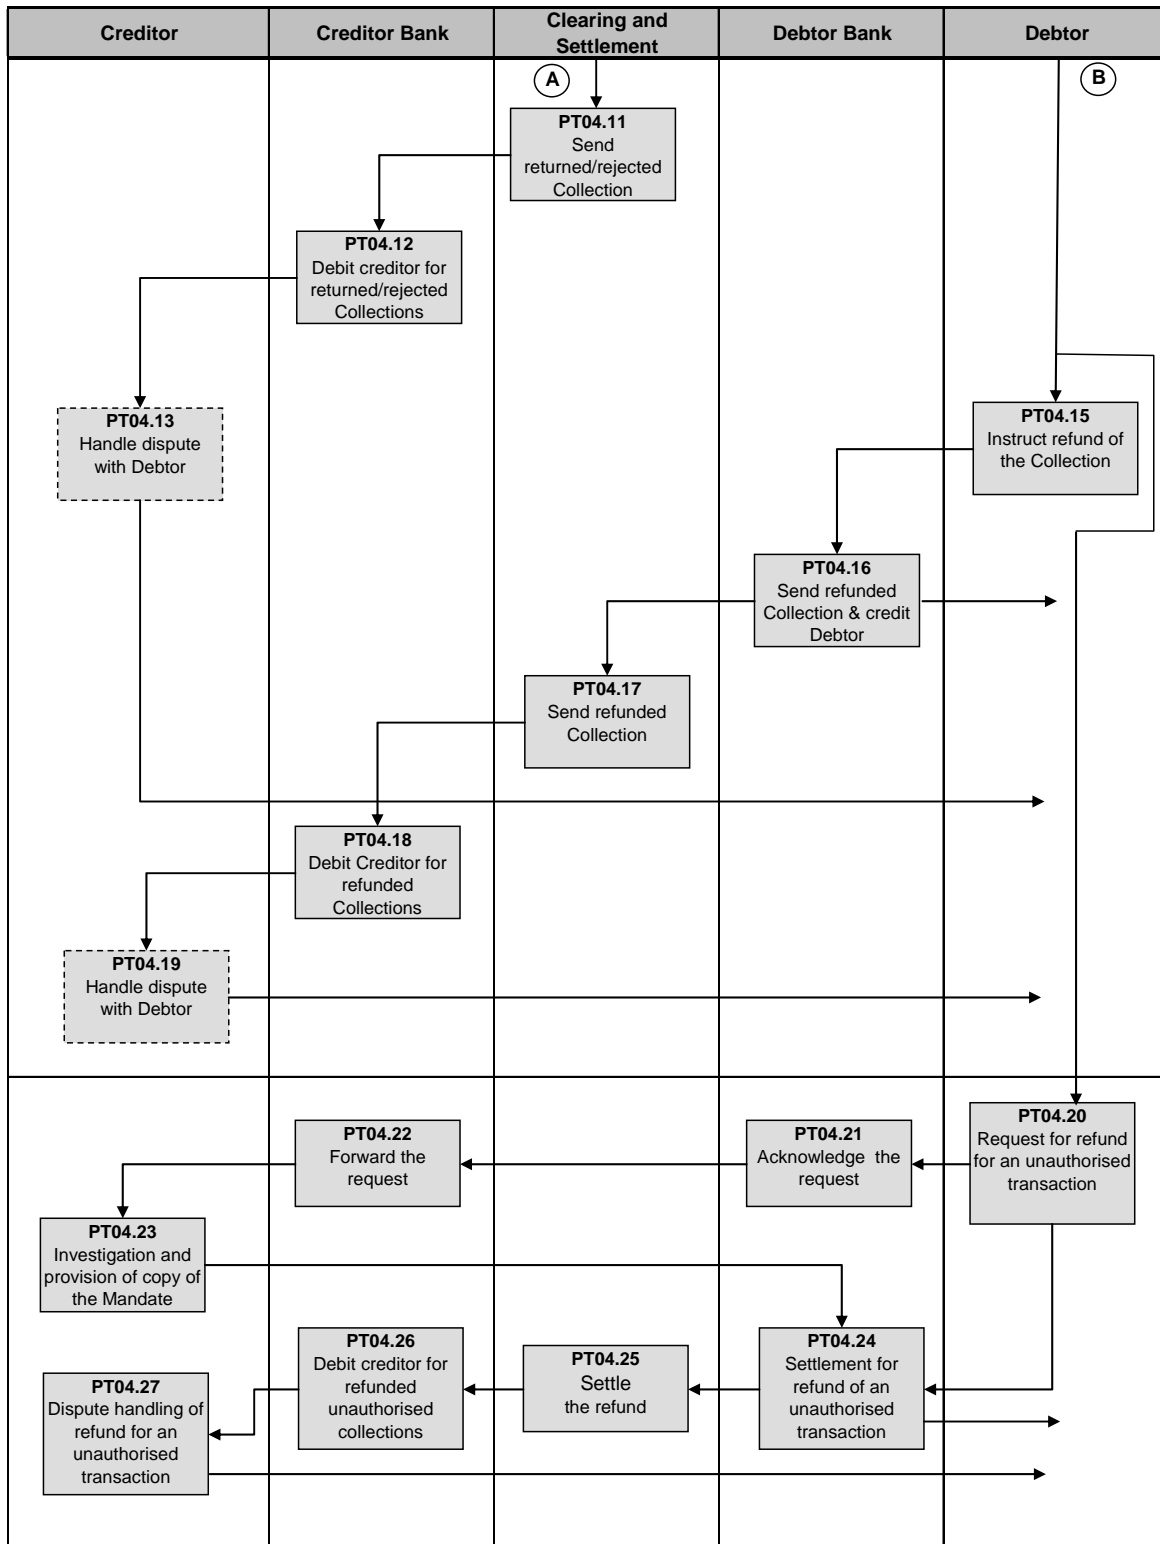 Creditor
Creditor Bank
Clearing and
Settlement
Debtor Bank
Debtor
A
B
PT04.11
Send
returned/rejected
Collection
PT04.12
Debit creditor for
returned/rejected
Collections
PT04.13
Handle dispute
with Debtor
PT04.15
Instruct refund of
the Collection
PT04.16
Send refunded
Collection & credit
Debtor
PT04.17
Send refunded
Collection
PT04.18
Debit Creditor for
refunded
Collections
PT04.19
Handle dispute
with Debtor
PT04.20
Request for refund
for an unauthorised
transaction
PT04.21
Acknowledge the
request
PT04.22
Forward the
request
PT04.23
Investigation and
provision of copy of
the Mandate
PT04.24
Settlement for
refund of an
unauthorised
transaction
PT04.25
Settle
the refund
PT04.26
Debit creditor for
refunded
unauthorised
collections
PT04.27
Dispute handling of
refund for an
unauthorised
transaction